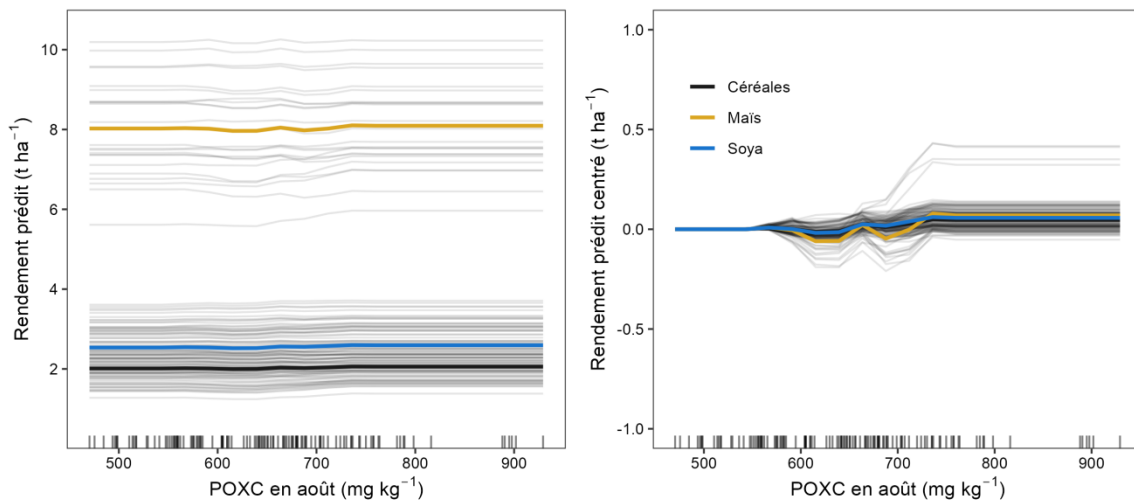 Rendement prédit (t ha⁻¹)
10
8
6
4
2
500 600 700 800 900
POXC en août (mg kg⁻¹)
Rendement prédit centré (t ha⁻¹)
1.0
0.5
0.0
-0.5
-1.0
Céréales
Maïs
Soya
500 600 700 800 900
POXC en août (mg kg⁻¹)